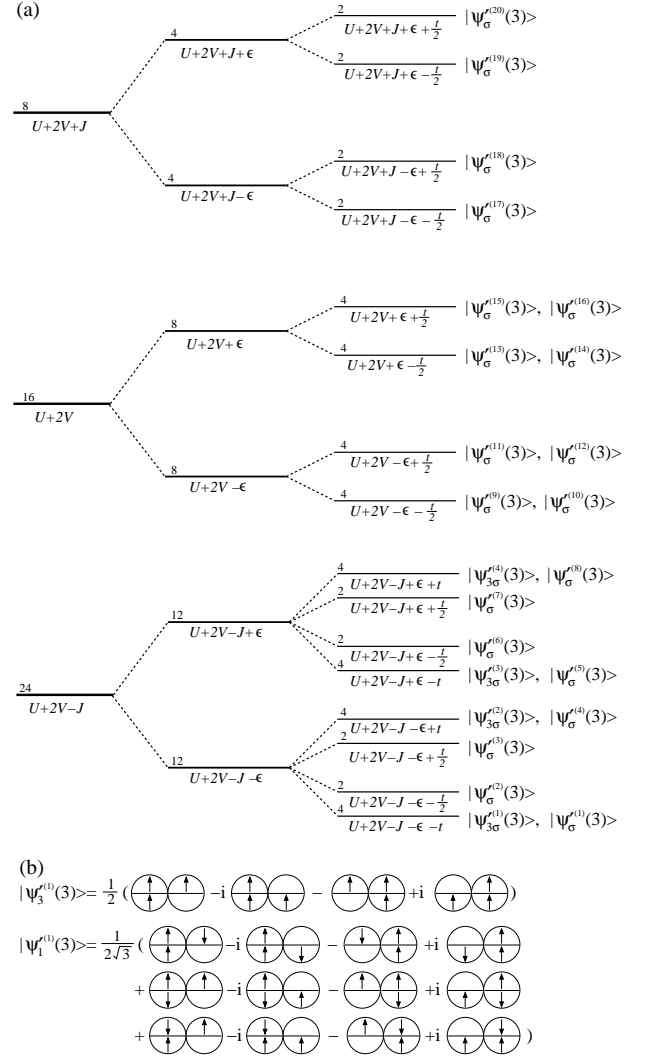 (a)
2
U+2V+J+ϵ+t/2 |ψ′σ^(20)(3)>
4
U+2V+J+ϵ
2
U+2V+J+ϵ−t/2 |ψ′σ^(19)(3)>
8
U+2V+J
2
U+2V+J−ϵ+t/2 |ψ′σ^(18)(3)>
4
U+2V+J−ϵ
2
U+2V+J−ϵ−t/2 |ψ′σ^(17)(3)>
4
U+2V+ϵ+t/2 |ψ′σ^(15)(3)>, |ψ′σ^(16)(3)>
8
U+2V+ϵ
4
U+2V+ϵ−t/2 |ψ′σ^(13)(3)>, |ψ′σ^(14)(3)>
16
U+2V
4
U+2V−ϵ+t/2 |ψ′σ^(11)(3)>, |ψ′σ^(12)(3)>
8
U+2V−ϵ
4
U+2V−ϵ−t/2 |ψ′σ^(9)(3)>, |ψ′σ^(10)(3)>
4
U+2V−J+ϵ+t |ψ′3σ^(4)(3)>, |ψ′σ^(8)(3)>
2
U+2V−J+ϵ+t/2 |ψ′σ^(7)(3)>
12
U+2V−J+ϵ
2
U+2V−J+ϵ−t/2 |ψ′σ^(6)(3)>
4
U+2V−J+ϵ−t |ψ′3σ^(3)(3)>, |ψ′σ^(5)(3)>
24
U+2V−J
4
U+2V−J−ϵ+t |ψ′3σ^(2)(3)>, |ψ′σ^(4)(3)>
2
U+2V−J−ϵ+t/2 |ψ′σ^(3)(3)>
12
U+2V−J−ϵ
2
U+2V−J−ϵ−t/2 |ψ′σ^(2)(3)>
4
U+2V−J−ϵ−t |ψ′3σ^(1)(3)>, |ψ′σ^(1)(3)>
(b)
|ψ′3^(1)(3)>= 1/2 ( −i − +i )
|ψ′1^(1)(3)>= 1/2√3 ( −i − +i
+ −i − +i
+ −i − +i )